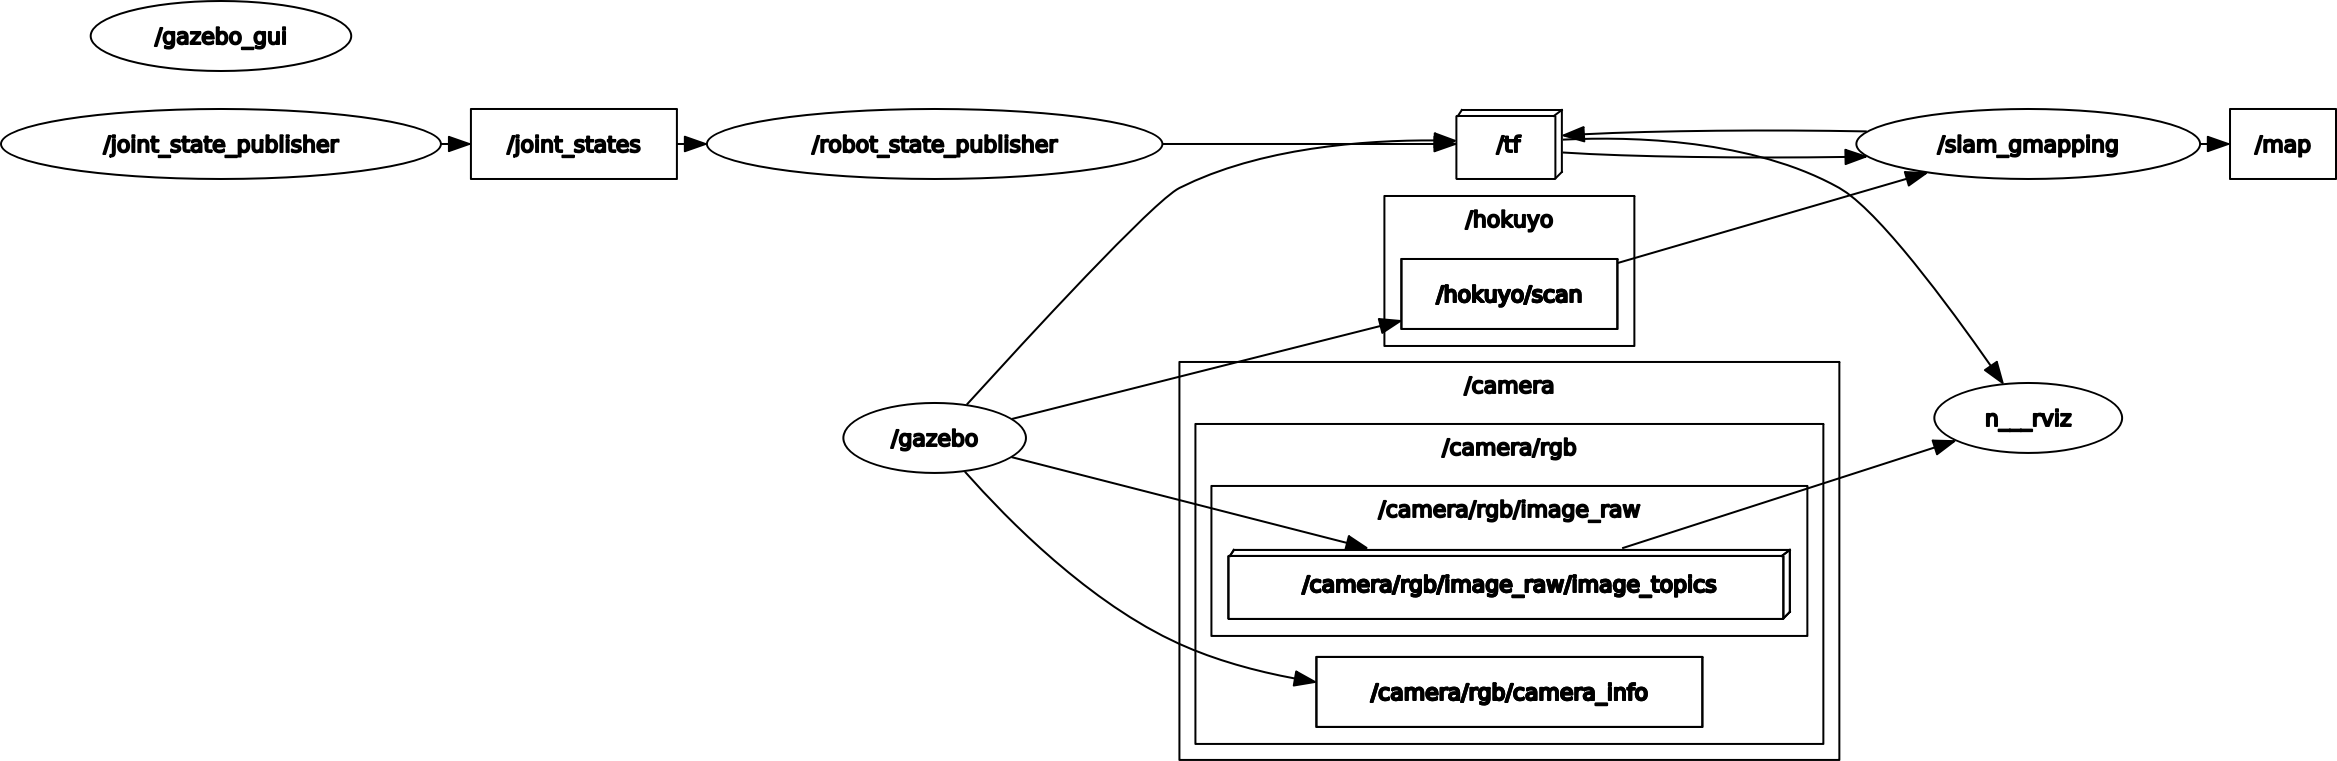 /gazebo_gui
/joint_state_publisher
/joint_states
/robot_state_publisher
/tf
/slam_gmapping
/map
/hokuyo
/hokuyo/scan
/camera
/gazebo
/camera/rgb
n___rviz
/camera/rgb/image_raw
/camera/rgb/image_raw/image_topics
/camera/rgb/camera_info